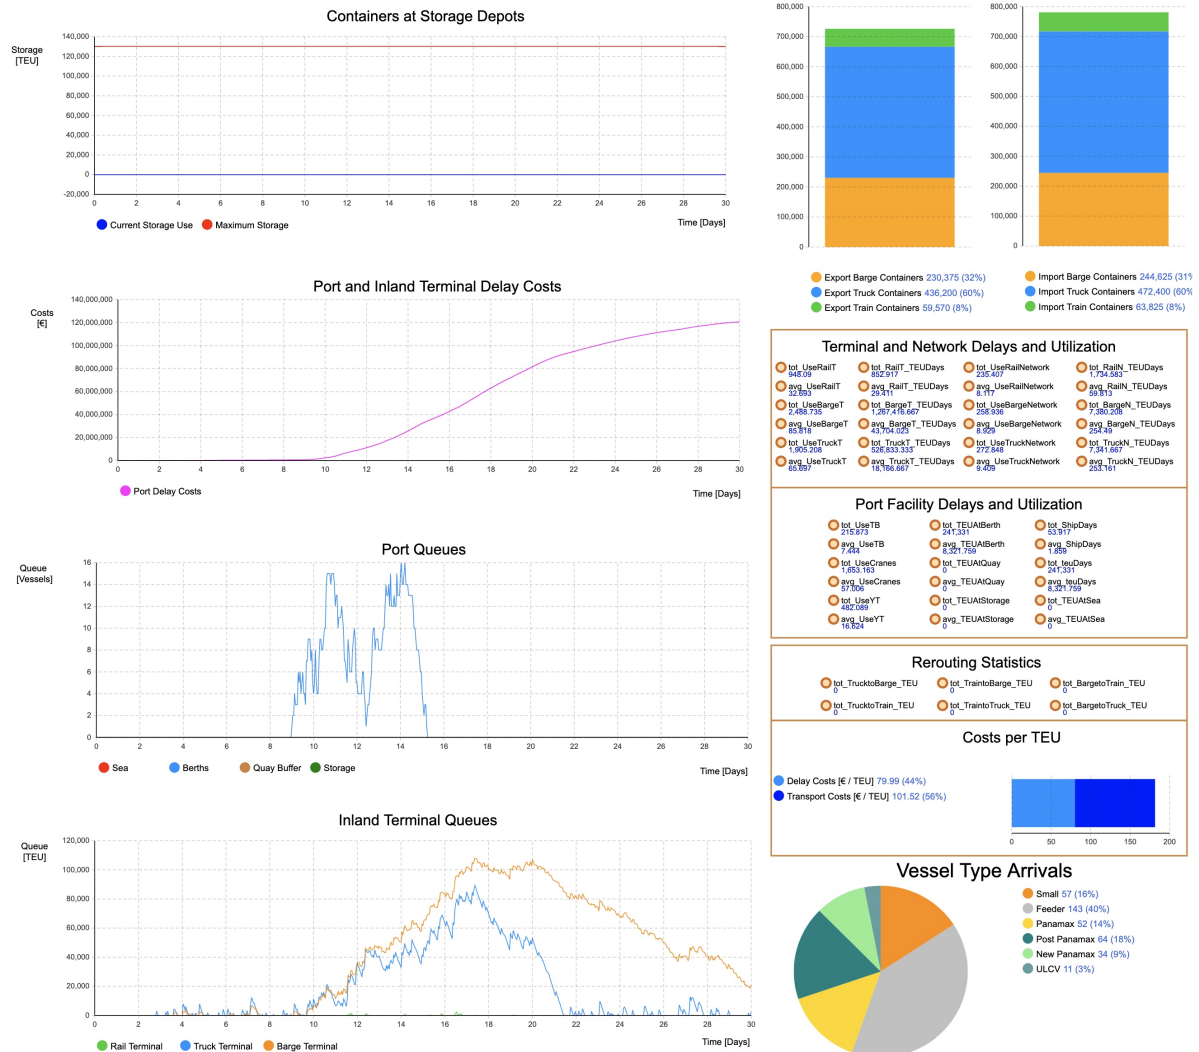 Containers at Storage Depots
Storage
[TEU]
140,000
120,000
100,000
80,000
60,000
40,000
20,000
0
-20,000
0 2 4 6 8 10 12 14 16 18 20 22 24 26 28 30
Current Storage Use Maximum Storage
Time [Days]
Port and Inland Terminal Delay Costs
Costs
[€]
140,000,000
120,000,000
100,000,000
80,000,000
60,000,000
40,000,000
20,000,000
0
0 2 4 6 8 10 12 14 16 18 20 22 24 26 28 30
Port Delay Costs
Time [Days]
Port Queues
Queue
[Vessels]
16
14
12
10
8
6
4
2
0
0 2 4 6 8 10 12 14 16 18 20 22 24 26 28 30
Sea Berths Quay Buffer Storage
Time [Days]
Inland Terminal Queues
Queue
[TEU]
120,000
100,000
80,000
60,000
40,000
20,000
0
0 2 4 6 8 10 12 14 16 18 20 22 24 26 28 30
Rail Terminal Truck Terminal Barge Terminal
Time [Days]
800,000
700,000
600,000
500,000
400,000
300,000
200,000
100,000
0
Export Barge Containers 230,375 (32%)
Export Truck Containers 436,200 (60%)
Export Train Containers 59,570 (8%)
800,000
700,000
600,000
500,000
400,000
300,000
200,000
100,000
0
Import Barge Containers 244,625 (31%
Import Truck Containers 472,400 (60%
Import Train Containers 63,825 (8%)
Terminal and Network Delays and Utilization
tot_UseRailT tot_RailT_TEUDays tot_UseRailNetwork tot_RailN_TEUDays
948.09 852.917 235.407 1,734.583
avg_UseRailT avg_RailT_TEUDays avg_UseRailNetwork avg_RailN_TEUDays
32.693 29.411 8.117 59.813
tot_UseBargeT tot_BargeT_TEUDays tot_UseBargeNetwork tot_BargeN_TEUDays
2,488.735 1,267,416.667 258.936 7,380.208
avg_UseBargeT avg_BargeT_TEUDays avg_UseBargeNetwork avg_BargeN_TEUDays
85.818 43,704.023 8.929 254.49
tot_UseTruckT tot_TruckT_TEUDays tot_UseTruckNetwork tot_TruckN_TEUDays
1,905.208 526,833.333 272.848 7,341.667
avg_UseTruckT avg_TruckT_TEUDays avg_UseTruckNetwork avg_TruckN_TEUDays
65.697 18,166.667 9.409 253.161
Port Facility Delays and Utilization
tot_UseTB tot_TEUAtBerth tot_ShipDays
215.873 241,331 53.917
avg_UseTB avg_TEUAtBerth avg_ShipDays
7.444 8,321.759 1.859
tot_UseCranes tot_TEUAtQuay tot_teuDays
1,653.163 0 241,331
avg_UseCranes avg_TEUAtQuay avg_teuDays
57.006 0 8,321.759
tot_UseYT tot_TEUAtStorage tot_TEUAtSea
482.089 0 0
avg_UseYT avg_TEUAtStorage avg_TEUAtSea
16.624 0 0
Rerouting Statistics
tot_TrucktoBarge_TEU tot_TraintoBarge_TEU tot_BargetoTrain_TEU
0 0 0
tot_TrucktoTrain_TEU tot_TraintoTruck_TEU tot_BargetoTruck_TEU
0 0 0
Costs per TEU
Delay Costs [€ / TEU] 79.99 (44%)
Transport Costs [€ / TEU] 101.52 (56%)
0 50 100 150 200
Vessel Type Arrivals
Small 57 (16%)
Feeder 143 (40%)
Panamax 52 (14%)
Post Panamax 64 (18%)
New Panamax 34 (9%)
ULCV 11 (3%)